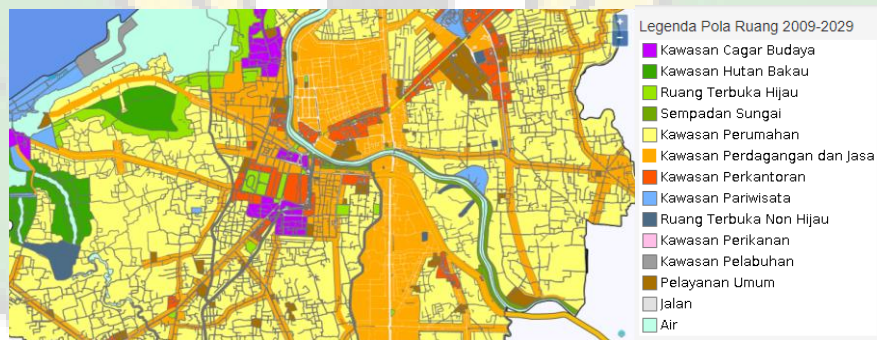 +
−
Legenda Pola Ruang 2009-2029
Kawasan Cagar Budaya
Kawasan Hutan Bakau
Ruang Terbuka Hijau
Sempadan Sungai
Kawasan Perumahan
Kawasan Perdagangan dan Jasa
Kawasan Perkantoran
Kawasan Pariwisata
Ruang Terbuka Non Hijau
Kawasan Perikanan
Kawasan Pelabuhan
Pelayanan Umum
Jalan
Air